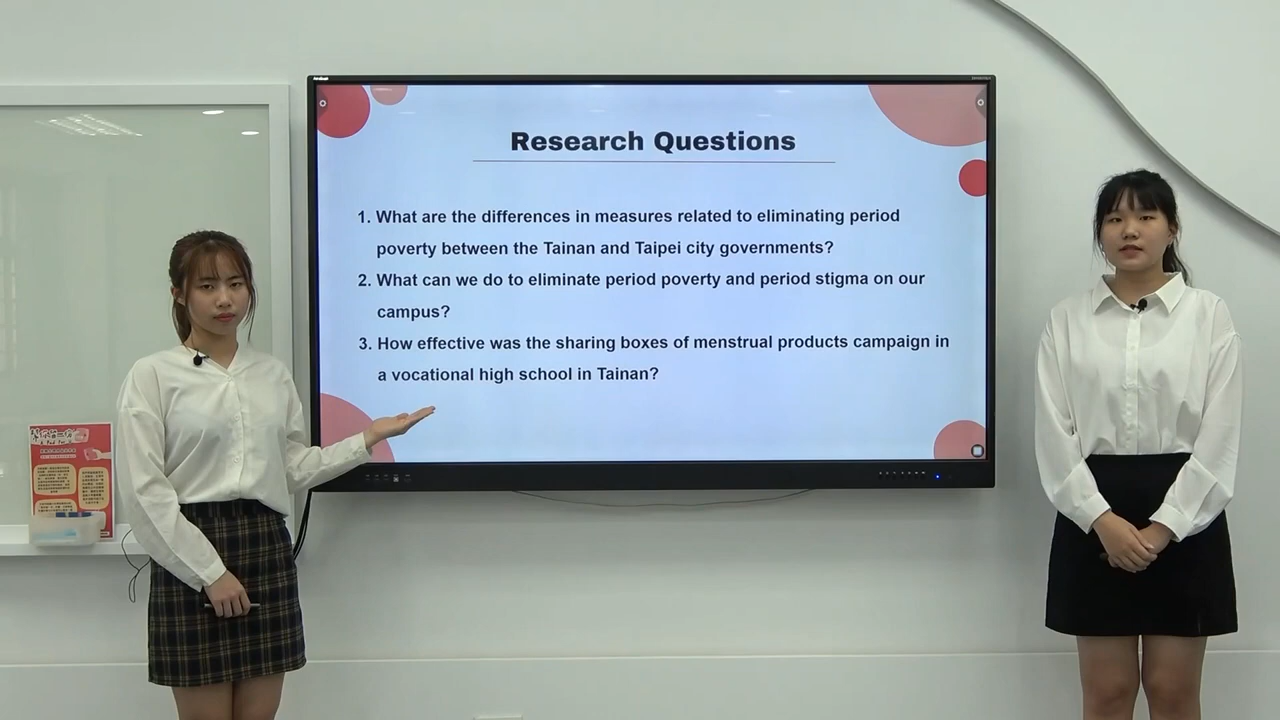 Research Questions
1. What are the differences in measures related to eliminating period
poverty between the Tainan and Taipei city governments?
2. What can we do to eliminate period poverty and period stigma on our
campus?
3. How effective was the sharing boxes of menstrual products campaign in
a vocational high school in Tainan?